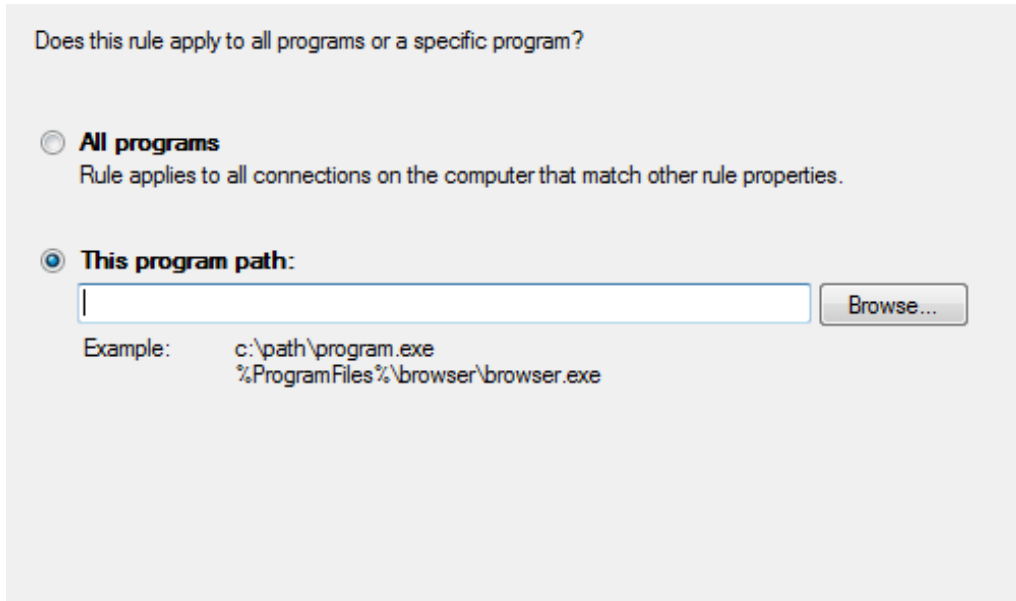 Does this rule apply to all programs or a specific program?
All programs
Rule applies to all connections on the computer that match other rule properties.
This program path:
Browse...
Example: c:\path\program.exe
%ProgramFiles%\browser\browser.exe